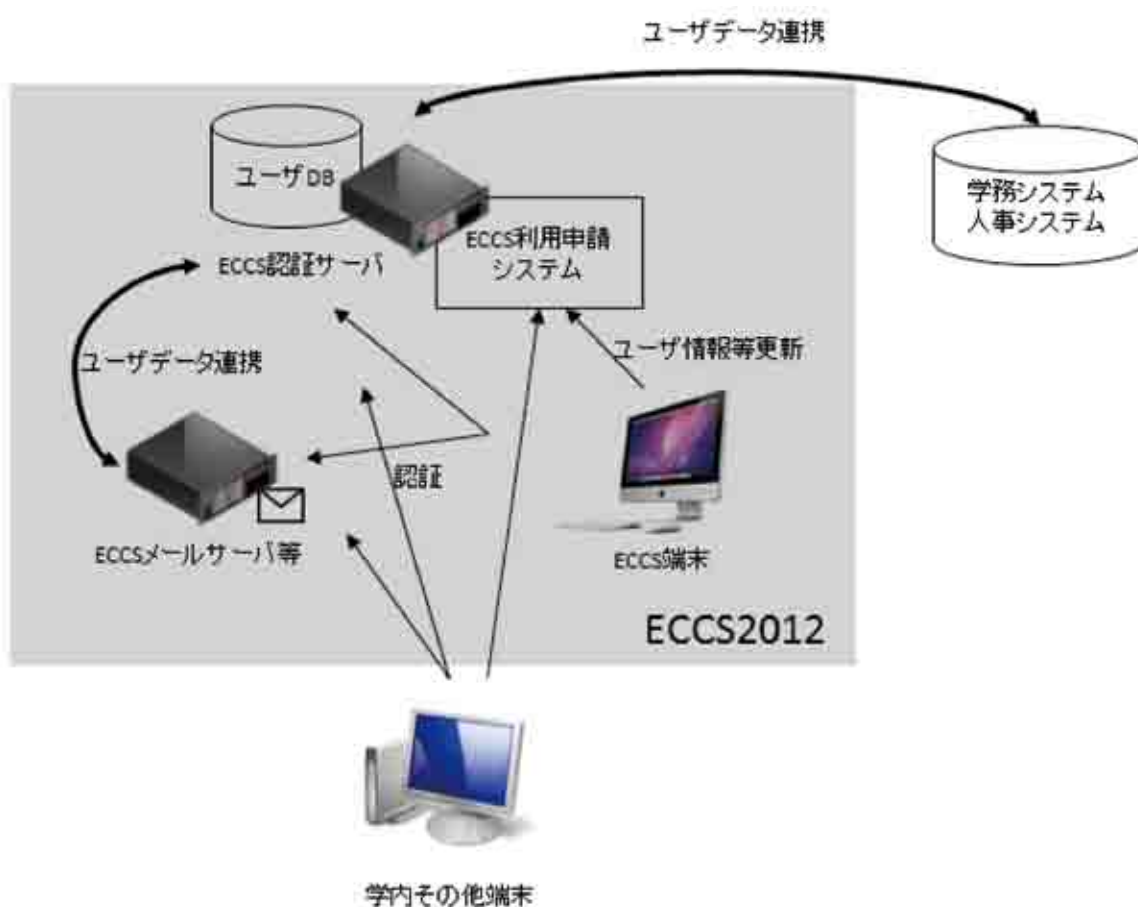 ユーザデータ連携
ユーザDB
学務システム
人事システム
ECCS利用申請
システム
ECCS認証サーバ
ユーザ情報等更新
ユーザデータ連携
認証
ECCSメールサーバ等
ECCS端末
ECCS2012
学内その他端末